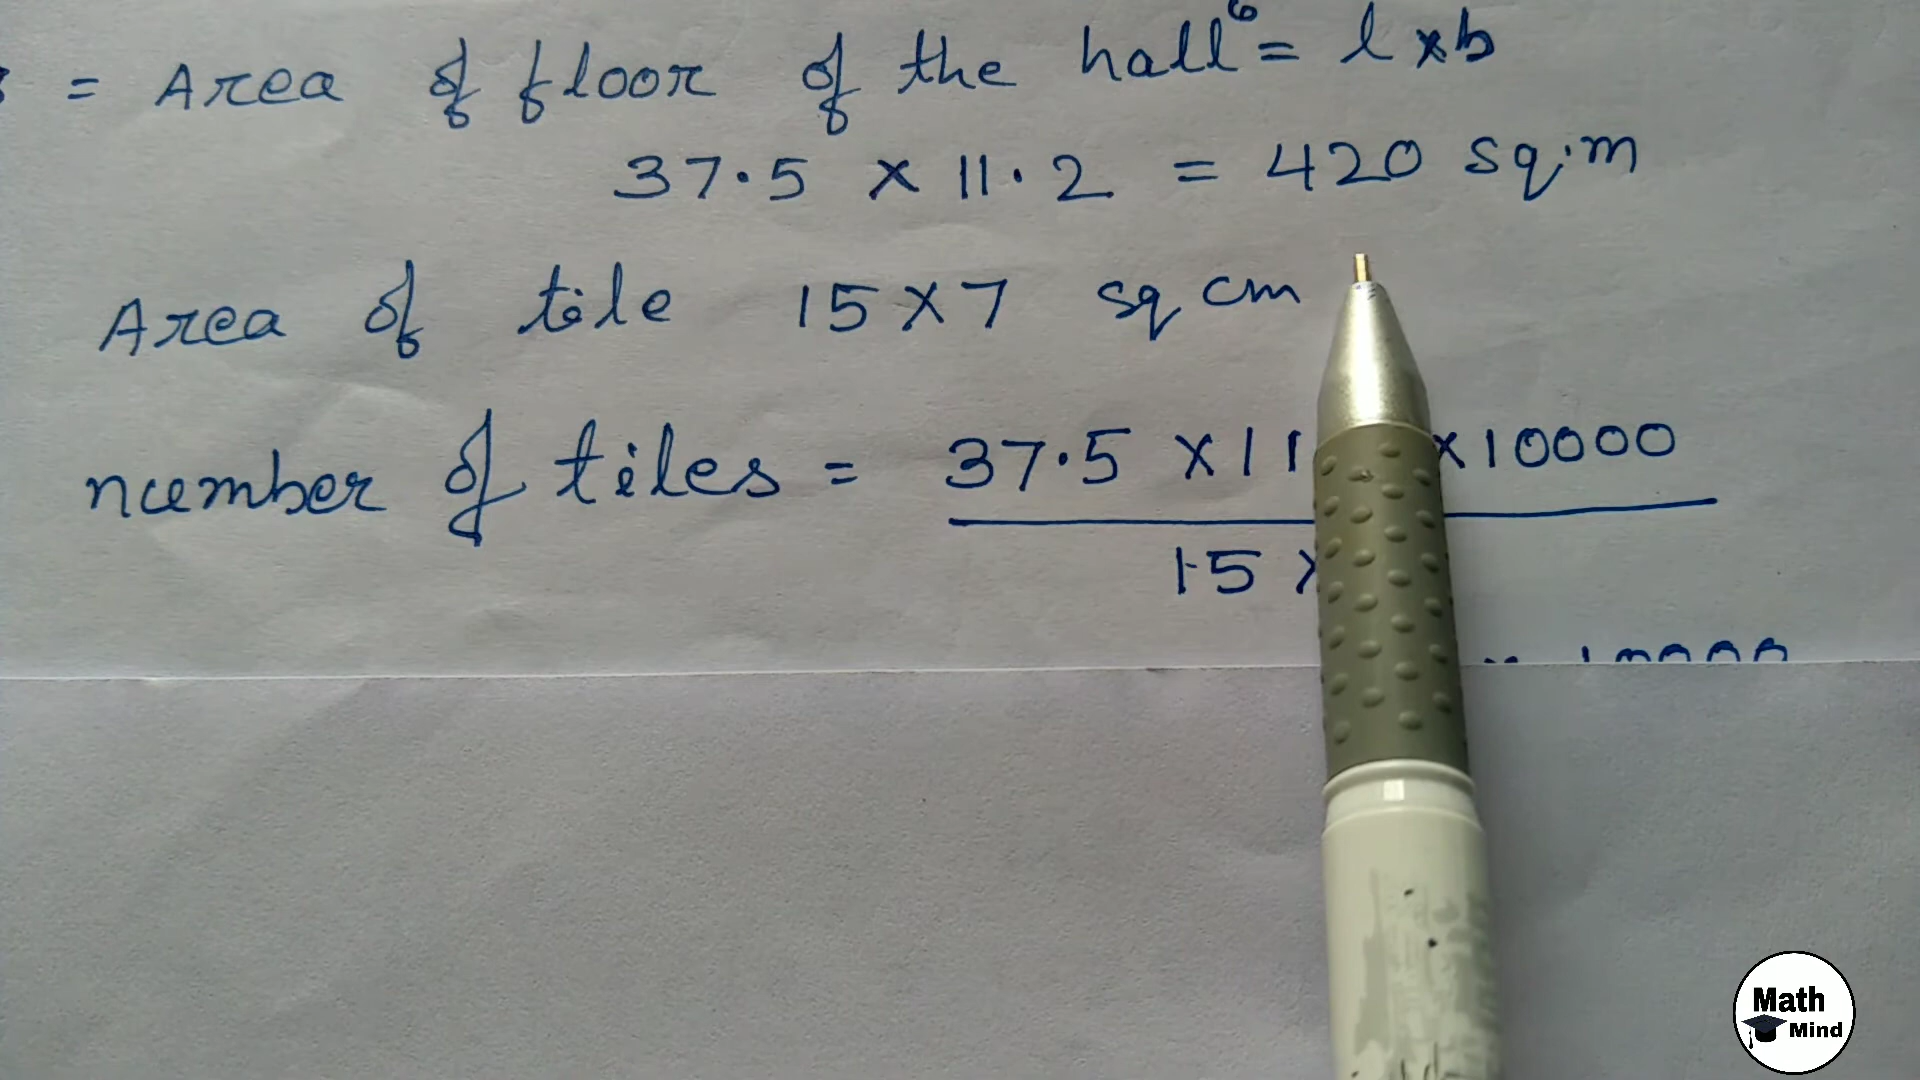 = Area of floor of the hall = l x b
37.5 x 11.2 = 420 sq.m
Area of tile 15 x 7 sq cm
number of tiles = 37.5 x 11 x 10000
15 x
Math
Mind